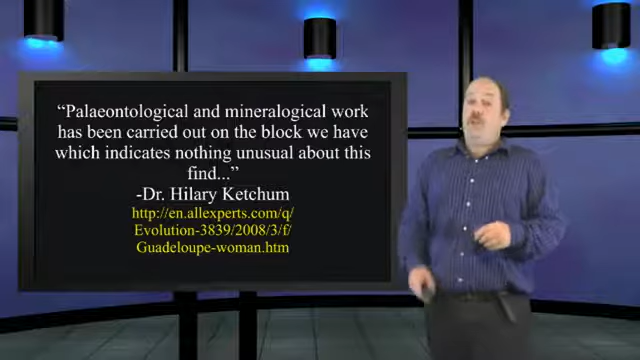 “Palaeontological and mineralogical work
has been carried out on the block we have
which indicates nothing unusual about this
find...”
-Dr. Hilary Ketchum
http://en.allexperts.com/q/
Evolution-3839/2008/3/f/
Guadeloupe-woman.htm